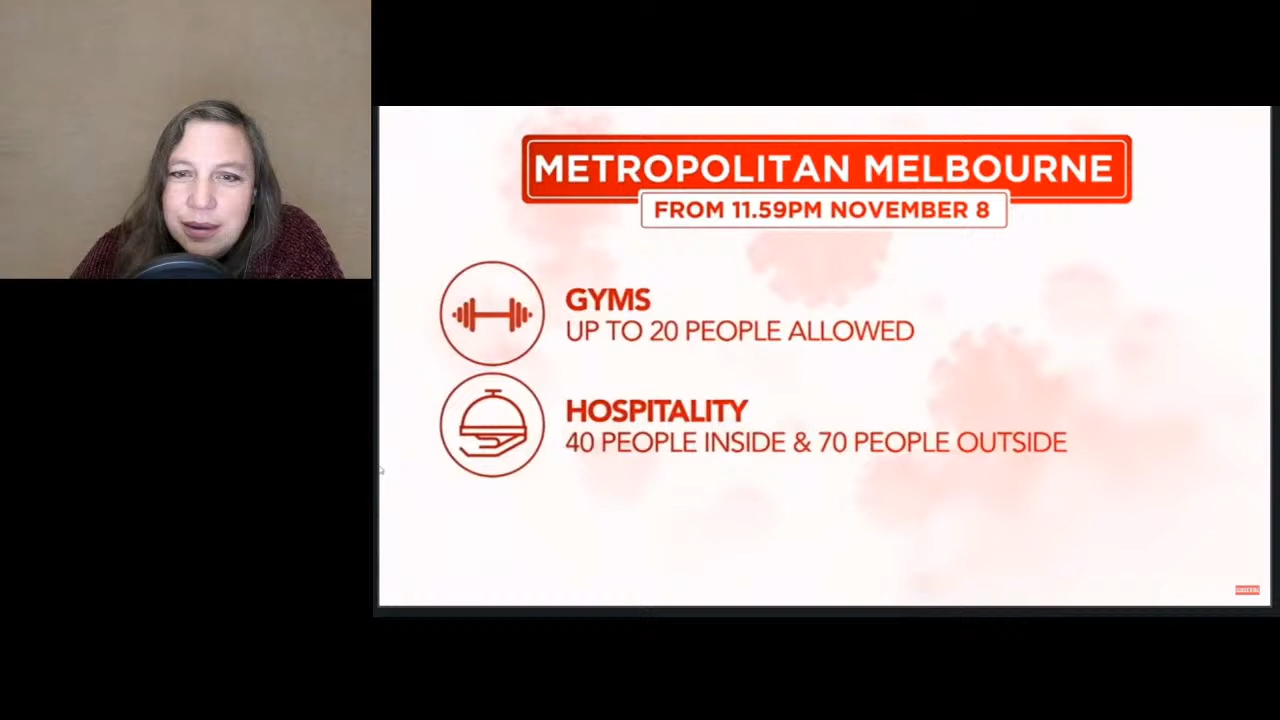 METROPOLITAN MELBOURNE
FROM 11.59PM NOVEMBER 8
GYMS
UP TO 20 PEOPLE ALLOWED
HOSPITALITY
40 PEOPLE INSIDE & 70 PEOPLE OUTSIDE